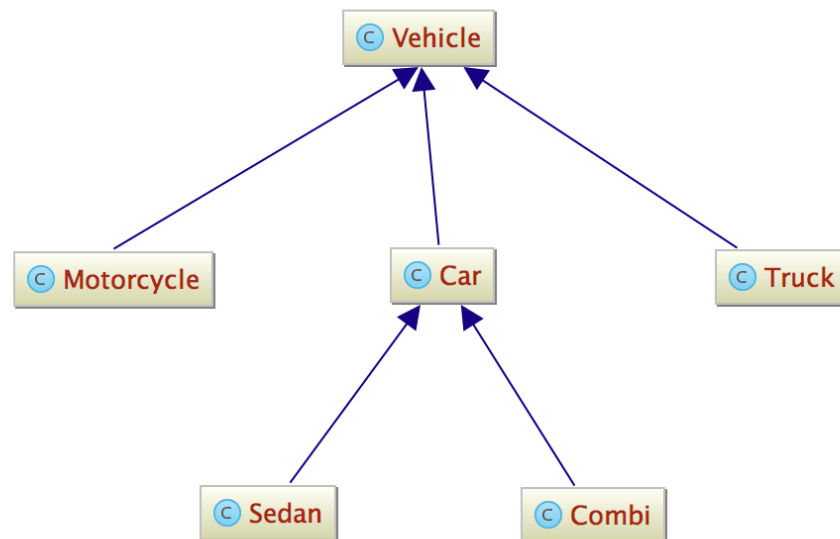 C Vehicle
C Motorcycle
C Car
C Truck
C Sedan
C Combi